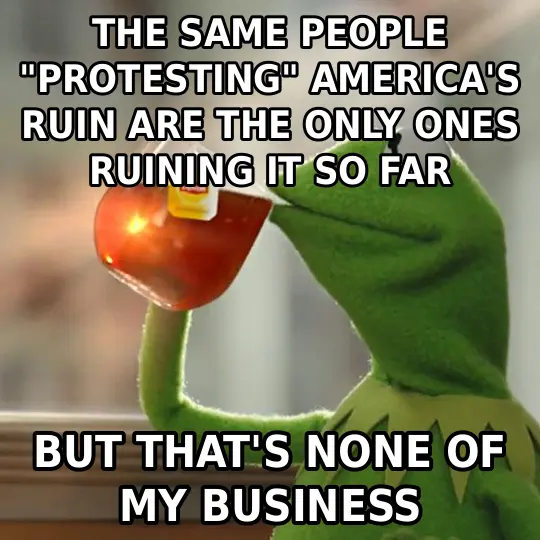 THE SAME PEOPLE
"PROTESTING" AMERICA'S
RUIN ARE THE ONLY ONES
RUINING IT SO FAR
BUT THAT'S NONE OF
MY BUSINESS